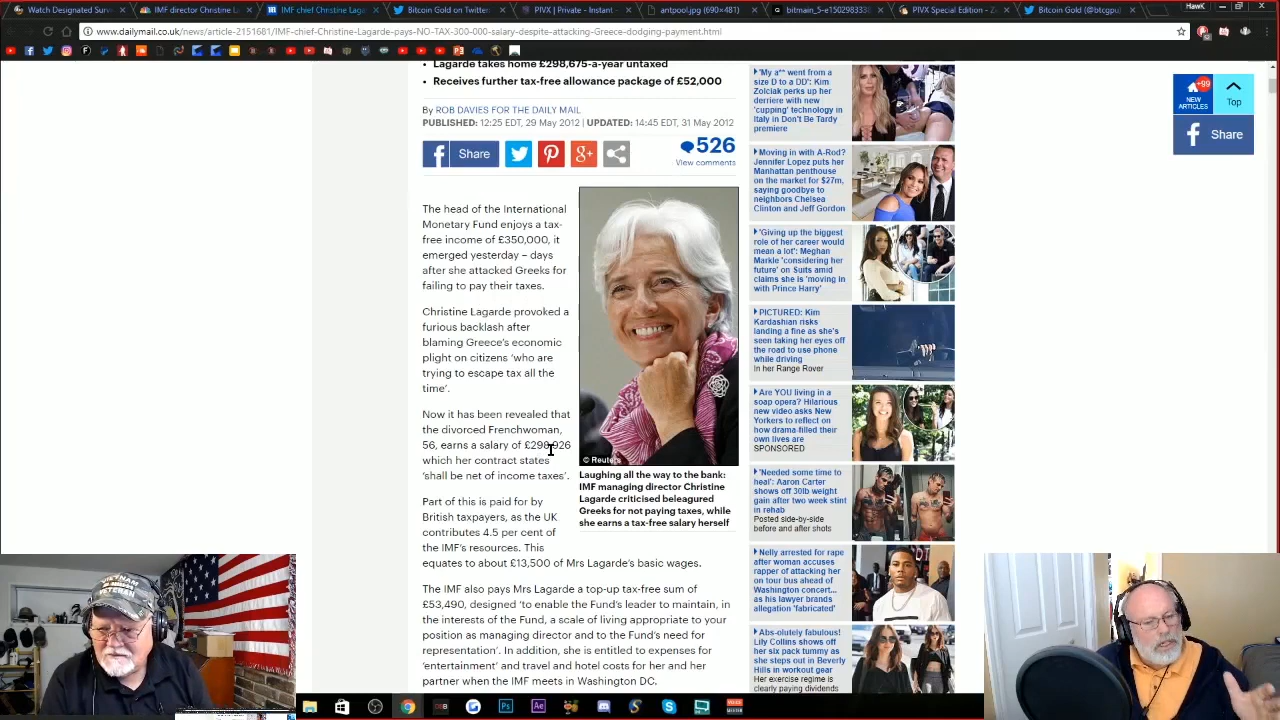 Watch Designated Surv
IMF director Christine L
IMF chief Christine Laga
Bitcoin Gold on Twitter
PIVX | Private - Instant
antpool.jpg (690×481)
bitmain_5-e1502983338
PIVX Special Edition - Z
Bitcoin Gold (@btcgpu)
HawK
www.dailymail.co.uk/news/article-2151681/IMF-chief-Christine-Lagarde-pays-NO-TAX-300-000-salary-despite-attacking-Greece-dodging-payment.html
Lagarde takes home £298,675-a-year untaxed
• Receives further tax-free allowance package of £52,000
By ROB DAVIES FOR THE DAILY MAIL
PUBLISHED: 12:25 EDT, 29 May 2012 | UPDATED: 14:45 EDT, 31 May 2012
Share
526
View comments
The head of the International
Monetary Fund enjoys a tax-
free income of £350,000, it
emerged yesterday – days
after she attacked Greeks for
failing to pay their taxes.
Christine Lagarde provoked a
furious backlash after
blaming Greece's economic
plight on citizens 'who are
trying to escape tax all the
time'.
Now it has been revealed that
the divorced Frenchwoman,
56, earns a salary of £298,926
which her contract states
'shall be net of income taxes'.
Part of this is paid for by
British taxpayers, as the UK
contributes 4.5 per cent of
the IMF's resources. This
equates to about £13,500 of Mrs Lagarde's basic wages.
The IMF also pays Mrs Lagarde a top-up tax-free sum of
£53,490, designed 'to enable the Fund's leader to maintain, in
the interests of the Fund, a scale of living appropriate to your
position as managing director and to the Fund's need for
representation'. In addition, she is entitled to expenses for
'entertainment' and travel and hotel costs for her and her
partner when the IMF meets in Washington DC.
© Reuters
Laughing all the way to the bank:
IMF managing director Christine
Lagarde criticised beleagured
Greeks for not paying taxes, while
she earns a tax-free salary herself
'My a** went from a
size D to a DD': Kim
Zolciak perks up her
derriere with new
'cupping' technology in
Italy in Don't Be Tardy
premiere
Moving in with A-Rod?
Jennifer Lopez puts her
Manhattan penthouse
on the market for $27m,
saying goodbye to
neighbors Chelsea
Clinton and Jeff Gordon
'Giving up the biggest
role of her career would
mean a lot': Meghan
Markle 'considering her
future' on Suits amid
claims she is 'moving in
with Prince Harry'
PICTURED: Kim
Kardashian risks
landing a fine as she's
seen taking her eyes off
the road to use phone
while driving
In her Range Rover
Are YOU living in a
soap opera? Hilarious
new video asks New
Yorkers to reflect on
how drama-filled their
own lives are
SPONSORED
'Needed some time to
heal': Aaron Carter
shows off 30lb weight
gain after two week stint
in rehab
Posted side-by-side
before and after shots
Nelly arrested for rape
after woman accuses
rapper of attacking her
on tour bus ahead of
Washington concert...
as his lawyer brands
allegation 'fabricated'
Abs-olutely fabulous!
Lily Collins shows off
her six pack tummy as
she steps out in Beverly
Hills in workout gear
Her exercise regime is
clearly paying dividends
+99
NEW
ARTICLES
Top
Share
VIETNAM
VETERAN